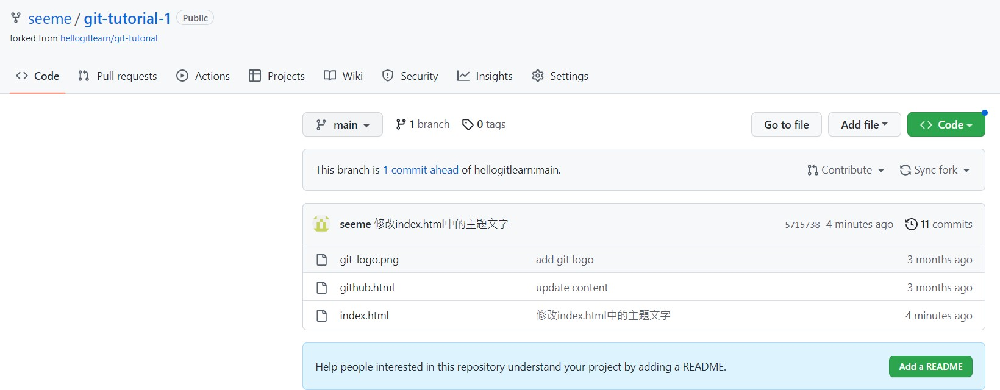 seeme / git-tutorial-1 Public
forked from hellogitlearn/git-tutorial
Code Pull requests Actions Projects Wiki Security Insights Settings
main 1 branch 0 tags Go to file Add file Code
This branch is 1 commit ahead of hellogitlearn:main. Contribute Sync fork
seeme 修改index.html中的主題文字 5715738 4 minutes ago 11 commits
git-logo.png add git logo 3 months ago
github.html update content 3 months ago
index.html 修改index.html中的主題文字 4 minutes ago
Help people interested in this repository understand your project by adding a README. Add a README